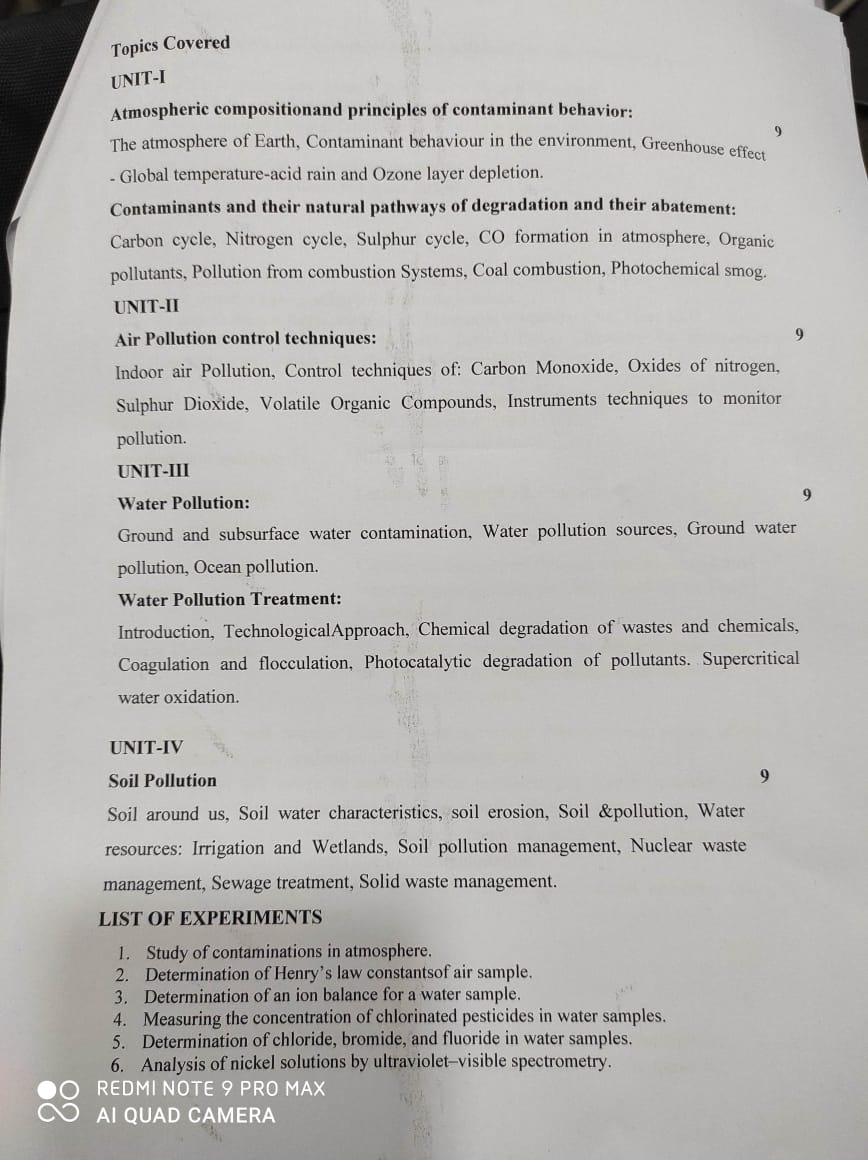 Topics Covered
UNIT-I
Atmospheric compositionand principles of contaminant behavior:
9
The atmosphere of Earth, Contaminant behaviour in the environment, Greenhouse effect
- Global temperature-acid rain and Ozone layer depletion.
Contaminants and their natural pathways of degradation and their abatement:
Carbon cycle, Nitrogen cycle, Sulphur cycle, CO formation in atmosphere, Organic
pollutants, Pollution from combustion Systems, Coal combustion, Photochemical smog.
UNIT-II
Air Pollution control techniques: 9
Indoor air Pollution, Control techniques of: Carbon Monoxide, Oxides of nitrogen,
Sulphur Dioxide, Volatile Organic Compounds, Instruments techniques to monitor
pollution.
UNIT-III
Water Pollution: 9
Ground and subsurface water contamination, Water pollution sources, Ground water
pollution, Ocean pollution.
Water Pollution Treatment:
Introduction, TechnologicalApproach, Chemical degradation of wastes and chemicals,
Coagulation and flocculation, Photocatalytic degradation of pollutants. Supercritical
water oxidation.
UNIT-IV
Soil Pollution 9
Soil around us, Soil water characteristics, soil erosion, Soil &pollution, Water
resources: Irrigation and Wetlands, Soil pollution management, Nuclear waste
management, Sewage treatment, Solid waste management.
LIST OF EXPERIMENTS
1. Study of contaminations in atmosphere.
2. Determination of Henry's law constantsof air sample.
3. Determination of an ion balance for a water sample.
4. Measuring the concentration of chlorinated pesticides in water samples.
5. Determination of chloride, bromide, and fluoride in water samples.
6. Analysis of nickel solutions by ultraviolet–visible spectrometry.
REDMI NOTE 9 PRO MAX
AI QUAD CAMERA